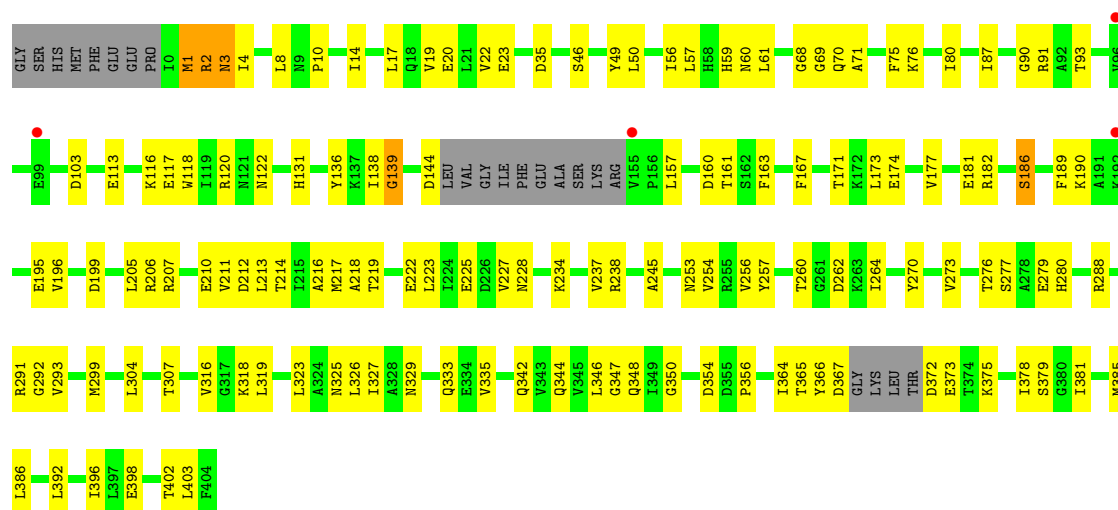 GLY SER HIS MET PHE GLU GLU PRO I0 M1 R2 N3 I4 L8 N9 P10 I14 L17 Q18 V19 E20 L21 V22 E23 D35 S46 Y49 L50 I56 L57 H58 H59 N60 L61 G68 G69 Q70 A71 F75 K76 I80 I87 G90 R91 A92 T93 V96
E99 D103 E113 K116 E117 W118 I119 R120 N121 N122 H131 Y136 K137 I138 G139 D144 LEU VAL GLY ILE PHE GLU ALA SER LYS ARG V155 P156 L157 D160 T161 S162 F163 F167 T171 K172 L173 E174 V177 E181 R182 S186 F189 K190 A191 K192
E195 V196 D199 L205 R206 R207 E210 V211 D212 L213 T214 I215 A216 M217 A218 T219 E222 L223 I224 E225 D226 V227 N228 K234 V237 R238 A245 N253 V254 R255 V256 Y257 T260 G261 D262 K263 I264 Y270 V273 T276 S277 A278 E279 H280 R288
R291 G292 V293 M299 L304 T307 V316 G317 K318 L319 L323 A324 N325 L326 I327 A328 N329 Q333 E334 V335 Q342 V343 Q344 V345 L346 G347 Q348 I349 G350 D354 D355 P356 I364 T365 Y366 D367 GLY LYS LEU THR D372 E373 T374 K375 I378 S379 G380 I381 M385
L386 L392 I396 L397 E398 T402 L403 F404